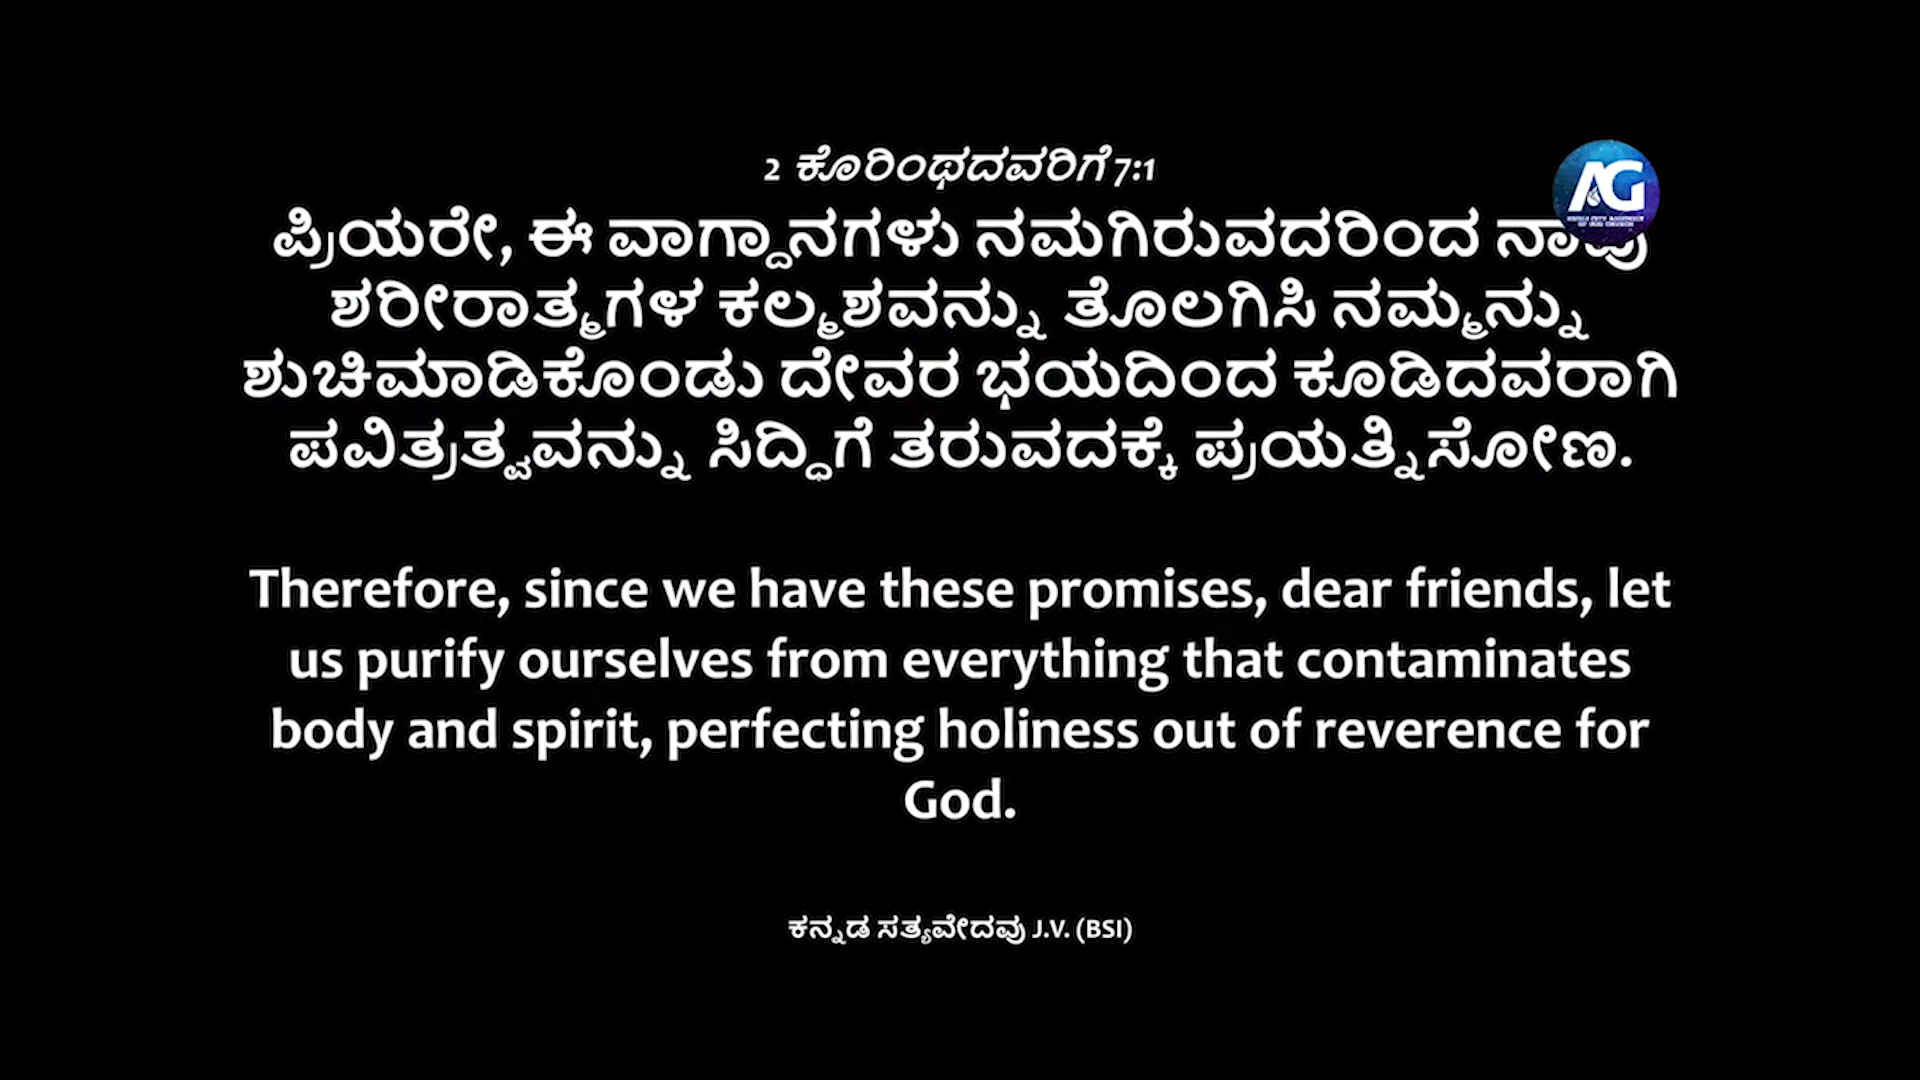 2 ಕೊರಿಂಥದವರಿಗೆ 7:1
AG
ಪ್ರಿಯರೇ, ಈ ವಾಗ್ದಾನಗಳು ನಮಗಿರುವದರಿಂದ ನಾವು
ಶರೀರಾತ್ಮಗಳ ಕಲ್ಮಶವನ್ನು ತೊಲಗಿಸಿ ನಮ್ಮನ್ನು
ಶುಚಿಮಾಡಿಕೊಂಡು ದೇವರ ಭಯದಿಂದ ಕೂಡಿದವರಾಗಿ
ಪವಿತ್ರತ್ವವನ್ನು ಸಿದ್ಧಿಗೆ ತರುವದಕ್ಕೆ ಪ್ರಯತ್ನಿಸೋಣ.
Therefore, since we have these promises, dear friends, let
us purify ourselves from everything that contaminates
body and spirit, perfecting holiness out of reverence for
God.
ಕನ್ನಡ ಸತ್ಯವೇದವು J.V. (BSI)